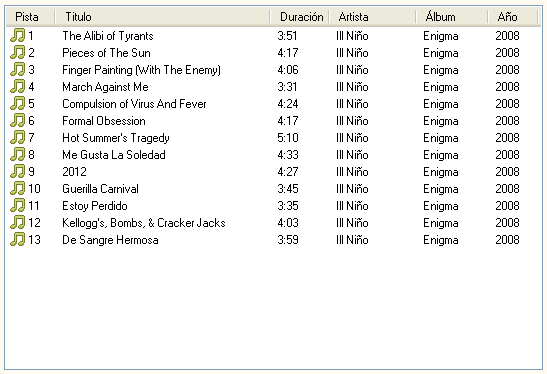 Pista Título Duración Artista Álbum Año
1 The Alibi of Tyrants 3:51 Ill Niño Enigma 2008
2 Pieces of The Sun 4:17 Ill Niño Enigma 2008
3 Finger Painting (With The Enemy) 4:06 Ill Niño Enigma 2008
4 March Against Me 3:31 Ill Niño Enigma 2008
5 Compulsion of Virus And Fever 4:24 Ill Niño Enigma 2008
6 Formal Obsession 4:17 Ill Niño Enigma 2008
7 Hot Summer's Tragedy 5:10 Ill Niño Enigma 2008
8 Me Gusta La Soledad 4:33 Ill Niño Enigma 2008
9 2012 4:27 Ill Niño Enigma 2008
10 Guerilla Carnival 3:45 Ill Niño Enigma 2008
11 Estoy Perdido 3:35 Ill Niño Enigma 2008
12 Kellogg's, Bombs, & Cracker Jacks 4:03 Ill Niño Enigma 2008
13 De Sangre Hermosa 3:59 Ill Niño Enigma 2008